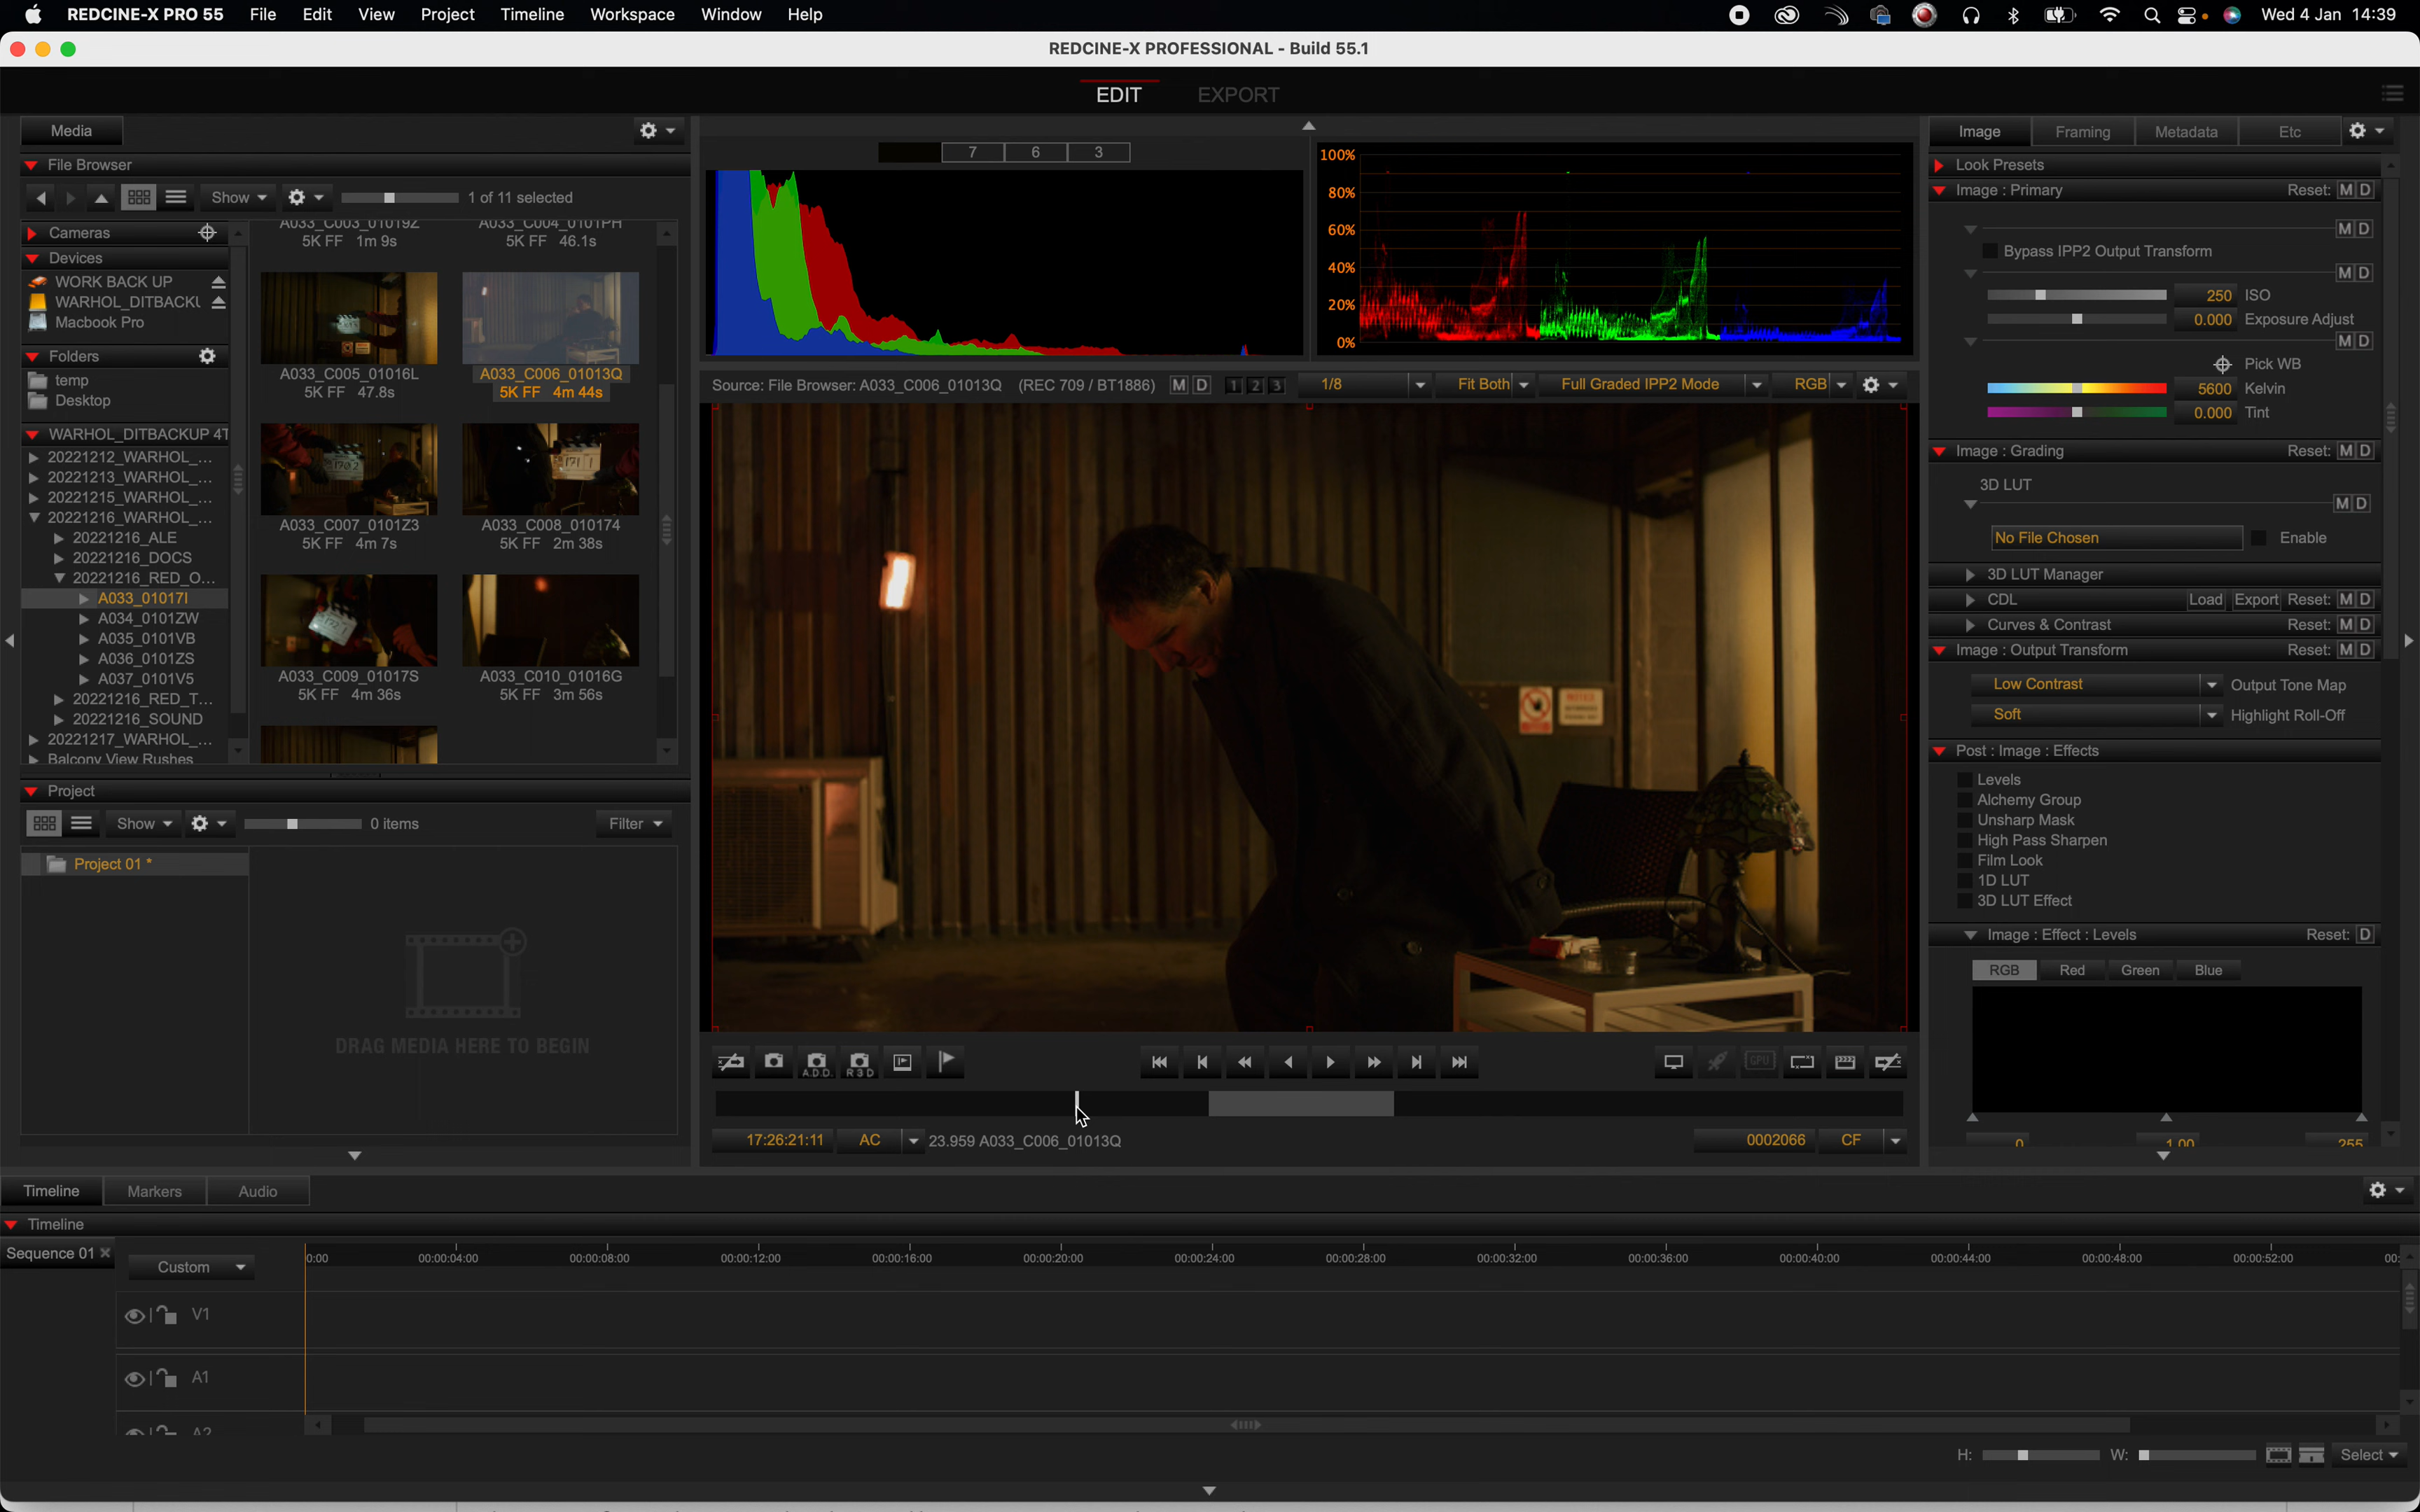 REDCINE-X PRO 55 File Edit View Project Timeline Workspace Window Help Wed 4 Jan 14:39
REDCINE-X PROFESSIONAL - Build 55.1
EDIT EXPORT
Media
File Browser
Show 1 of 11 selected
Cameras
Devices
WORK BACK UP
WARHOL_DITBACKU
Macbook Pro
Folders
temp
Desktop
WARHOL_DITBACKUP 4T
20221212_WARHOL_...
20221213_WARHOL_...
20221215_WARHOL_...
20221216_WARHOL_...
20221216_ALE
20221216_DOCS
20221216_RED_O...
A033_01017I
A034_0101ZW
A035_0101VB
A036_0101ZS
A037_0101V5
20221216_RED_T...
20221216_SOUND
20221217_WARHOL_...
Balcony View Rushes
A033_C003_01019Z
5K FF 1m 9s
A033_C004_0101PH
5K FF 46.1s
A033_C005_01016L
5K FF 47.8s
A033_C006_01013Q
5K FF 4m 44s
A033_C007_0101Z3
5K FF 4m 7s
A033_C008_010174
5K FF 2m 38s
A033_C009_01017S
5K FF 4m 36s
A033_C010_01016G
5K FF 3m 56s
Project
Show 0 items Filter
Project 01 *
DRAG MEDIA HERE TO BEGIN
7 6 3
100%
80%
60%
40%
20%
0%
Source: File Browser: A033_C006_01013Q (REC 709 / BT1886) M D 1 2 3 1/8 Fit Both Full Graded IPP2 Mode RGB
A.D.D. R3D GPU
17:26:21:11 AC 23.959 A033_C006_01013Q 0002066 CF
Image Framing Metadata Etc
Look Presets
Image : Primary Reset: M D
M D
Bypass IPP2 Output Transform
M D
250 ISO
0.000 Exposure Adjust
M D
Pick WB
5600 Kelvin
0.000 Tint
Image : Grading Reset: M D
3D LUT
M D
No File Chosen Enable
3D LUT Manager
CDL Load Export Reset: M D
Curves & Contrast Reset: M D
Image : Output Transform Reset: M D
Low Contrast Output Tone Map
Soft Highlight Roll-Off
Post : Image : Effects
Levels
Alchemy Group
Unsharp Mask
High Pass Sharpen
Film Look
1D LUT
3D LUT Effect
Image : Effect : Levels Reset: D
RGB Red Green Blue
0 1.00 255
Timeline Markers Audio
Timeline
Sequence 01
Custom
0:00 00:00:04:00 00:00:08:00 00:00:12:00 00:00:16:00 00:00:20:00 00:00:24:00 00:00:28:00 00:00:32:00 00:00:36:00 00:00:40:00 00:00:44:00 00:00:48:00 00:00:52:00 00:
V1
A1
A2
H: W: Select